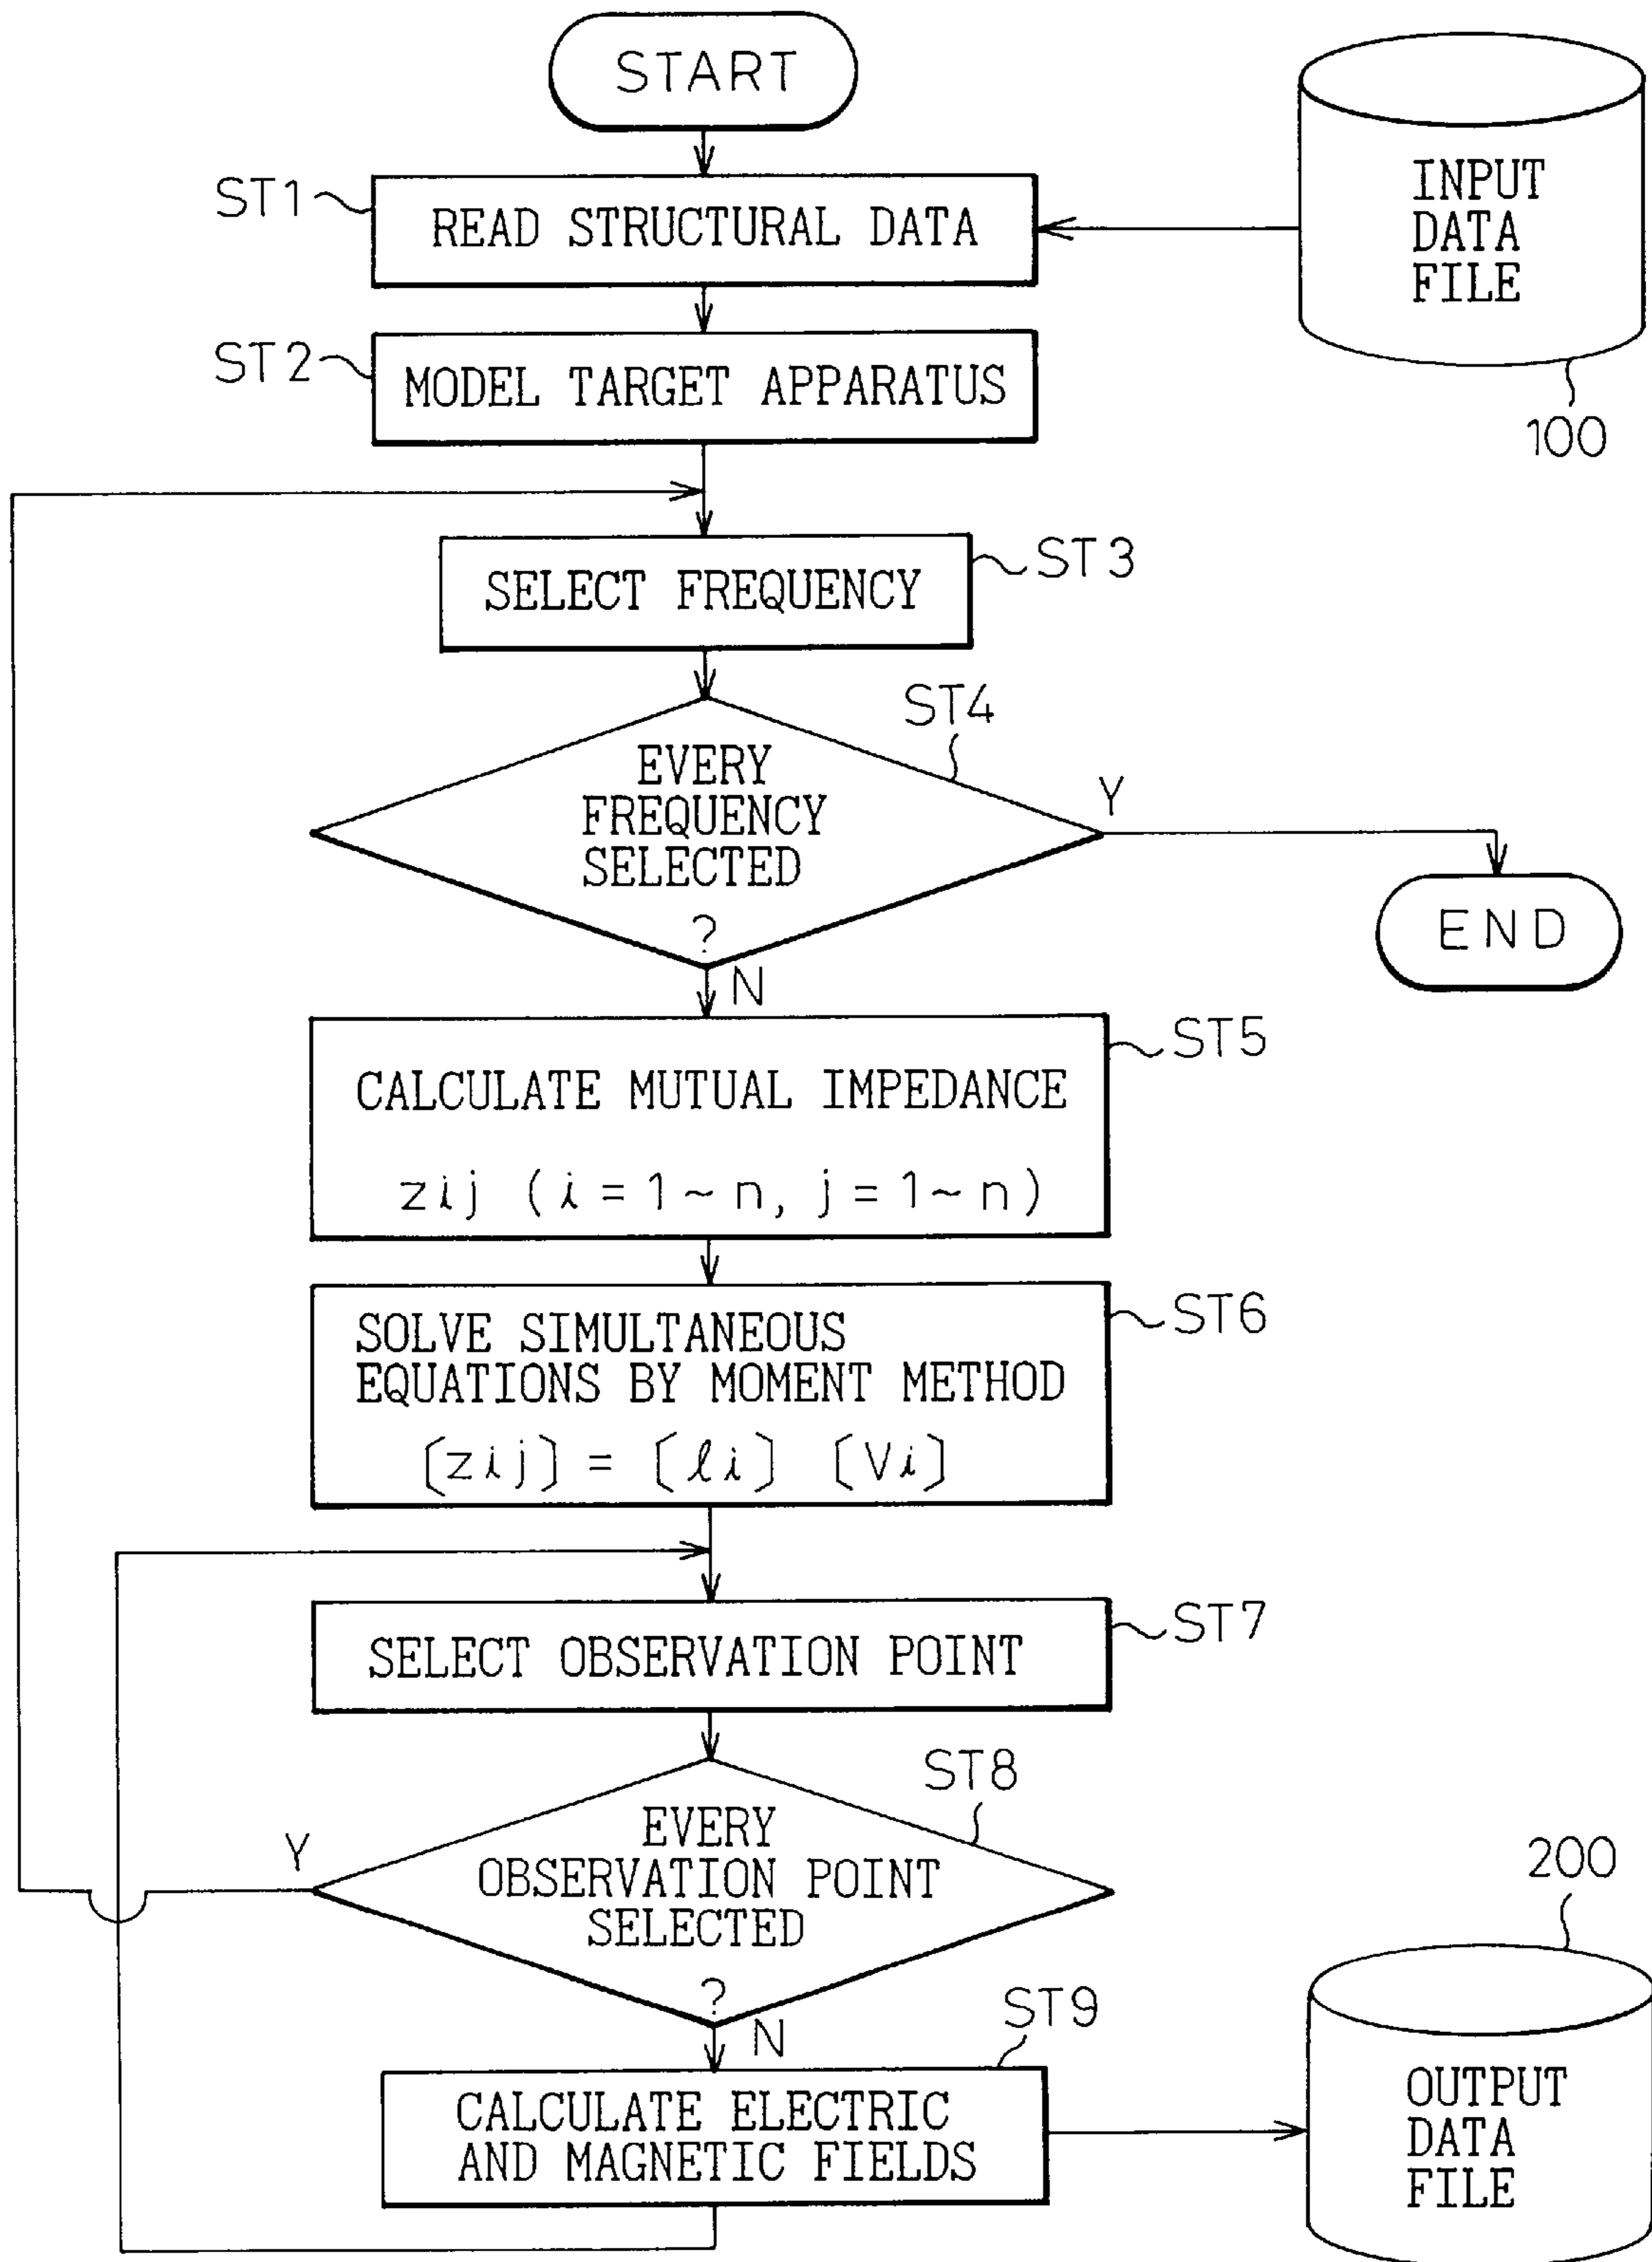 START
INPUT
DATA
FILE
100
ST1
READ STRUCTURAL DATA
ST2
MODEL TARGET APPARATUS
SELECT FREQUENCY
ST3
ST4
EVERY
FREQUENCY
SELECTED
?
Y
END
N
ST5
CALCULATE MUTUAL IMPEDANCE
zij (i=1~n, j=1~n)
ST6
SOLVE SIMULTANEOUS
EQUATIONS BY MOMENT METHOD
[zij] = [ℓi] [Vi]
ST7
SELECT OBSERVATION POINT
ST8
Y
EVERY
OBSERVATION POINT
SELECTED
?
N
ST9
CALCULATE ELECTRIC
AND MAGNETIC FIELDS
200
OUTPUT
DATA
FILE